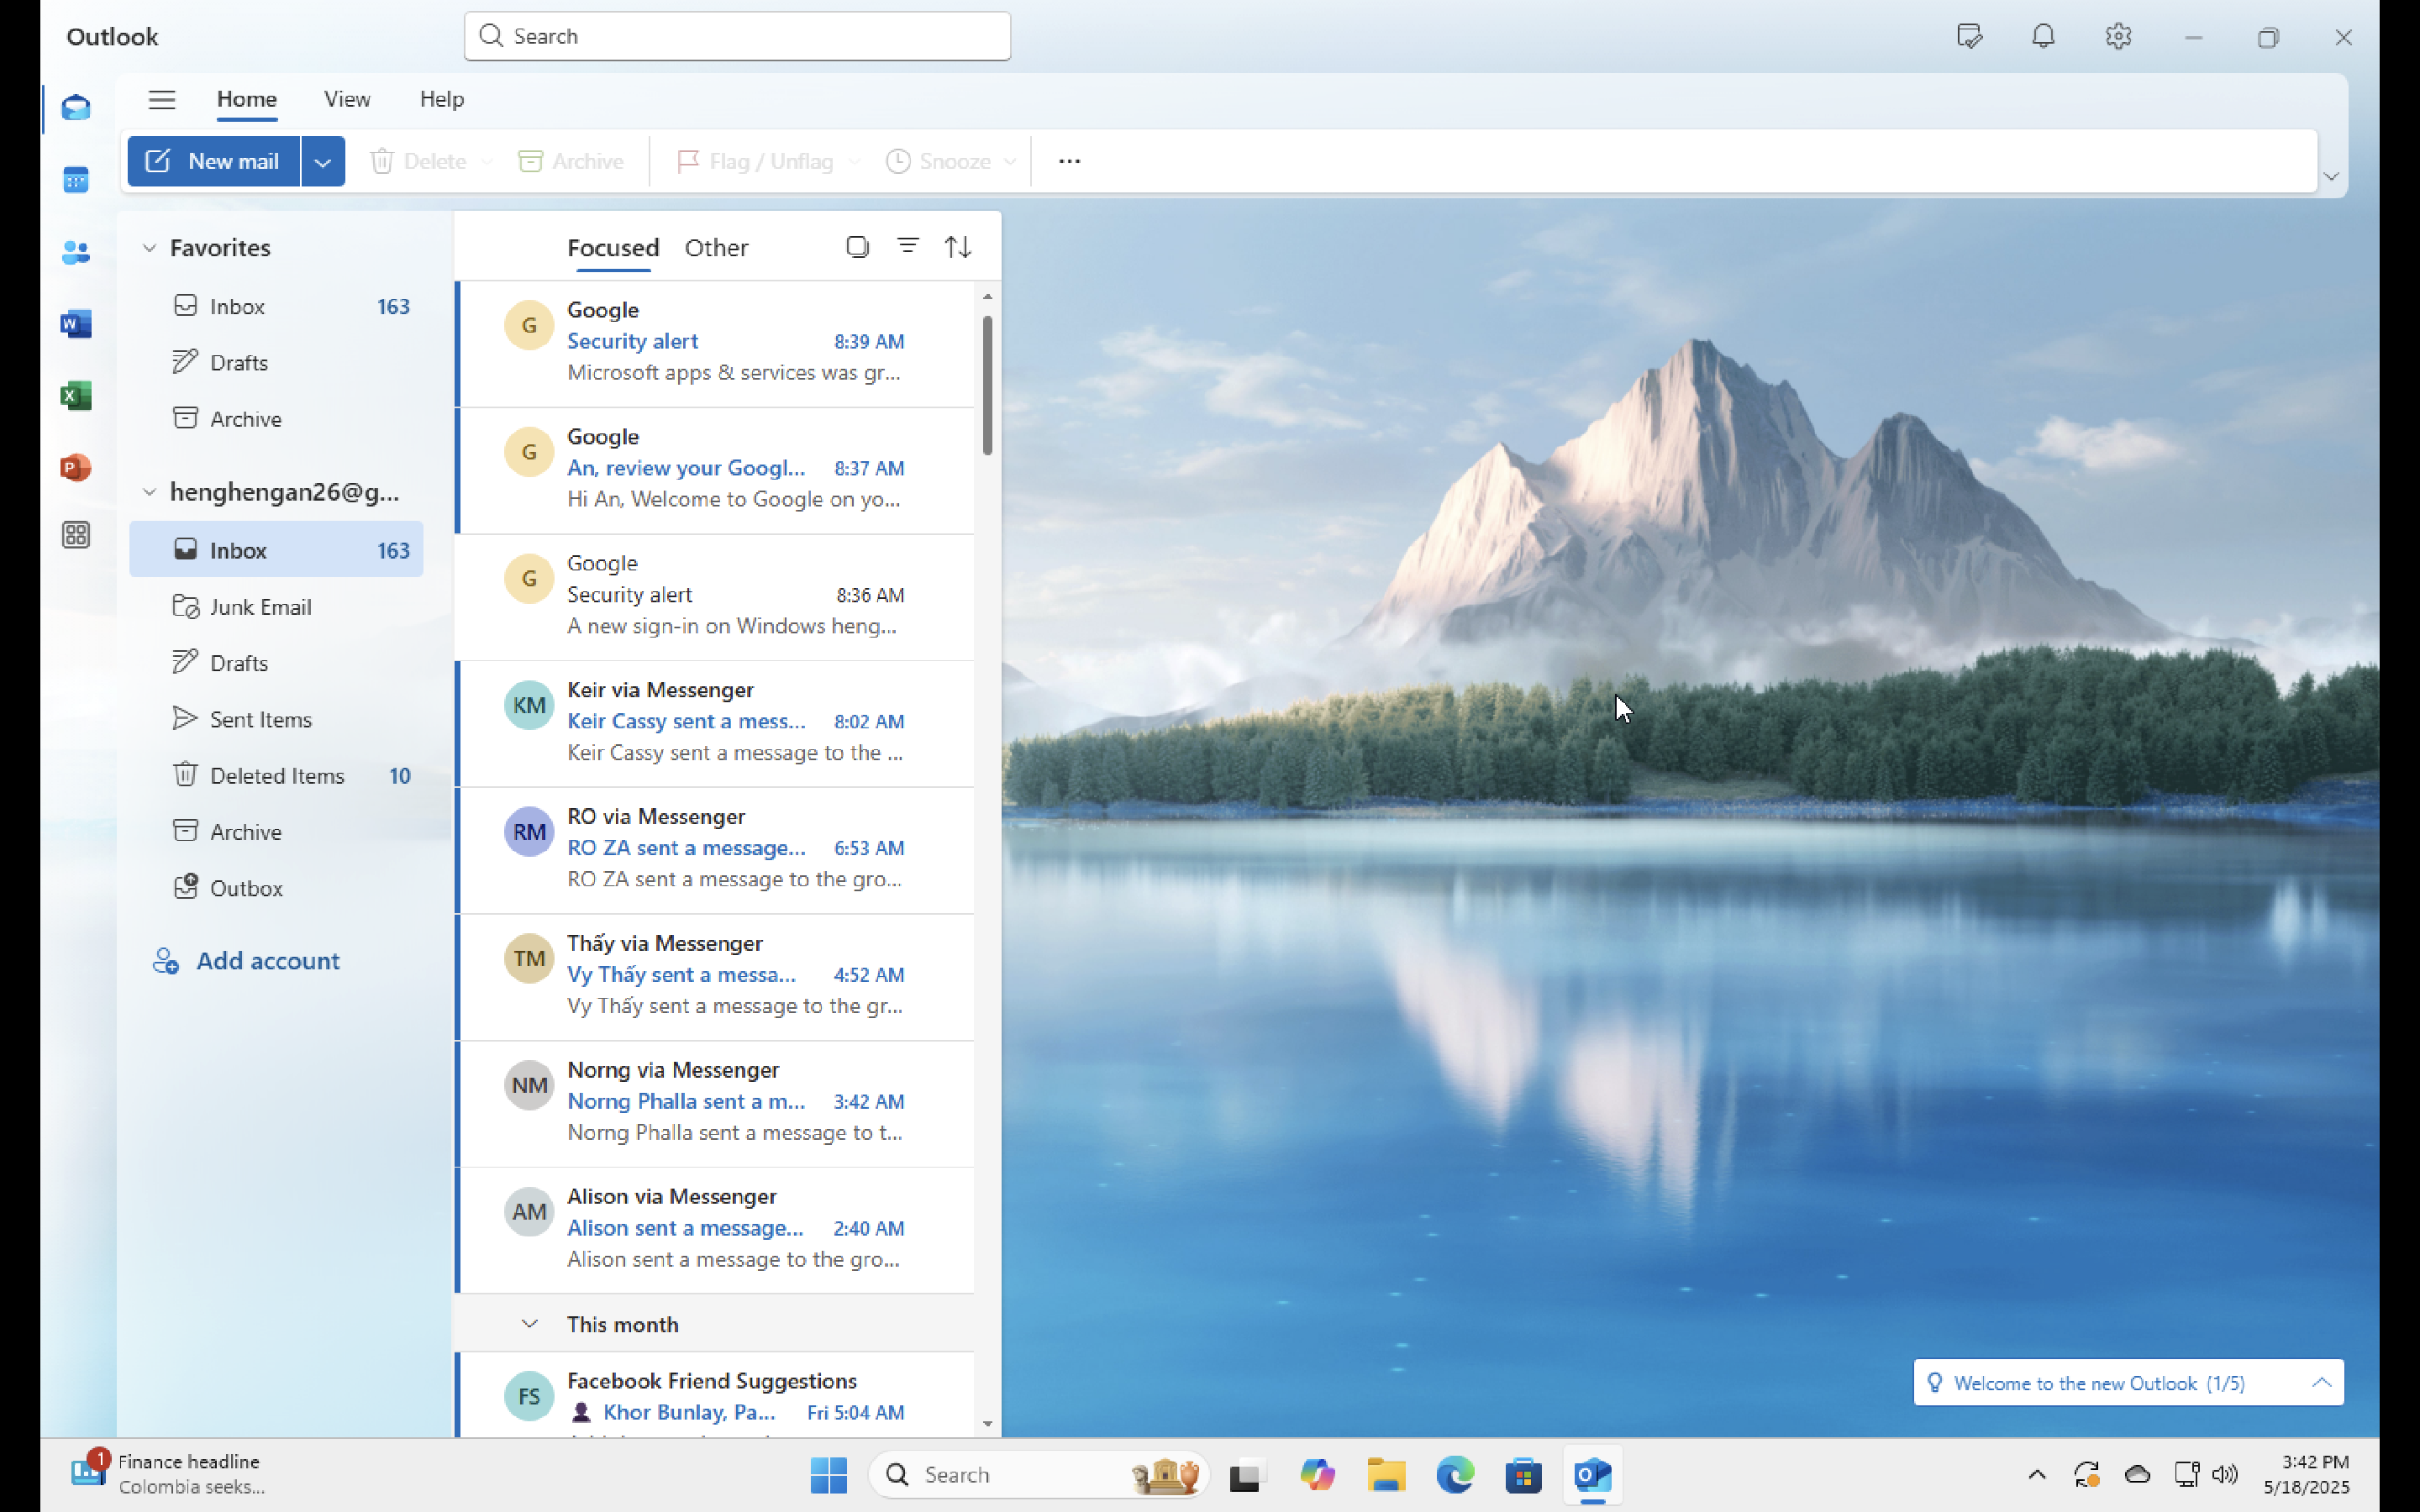 Outlook
Search
Home View Help
New mail Delete Archive Flag / Unflag Snooze
Favorites
Inbox 163
Drafts
Archive
henghengan26@g...
Inbox 163
Junk Email
Drafts
Sent Items
Deleted Items 10
Archive
Outbox
Add account
Focused Other
G
Google
Security alert 8:39 AM
Microsoft apps & services was gr...
G
Google
An, review your Googl... 8:37 AM
Hi An, Welcome to Google on yo...
G
Google
Security alert 8:36 AM
A new sign-in on Windows heng...
KM
Keir via Messenger
Keir Cassy sent a mess... 8:02 AM
Keir Cassy sent a message to the ...
RM
RO via Messenger
RO ZA sent a message... 6:53 AM
RO ZA sent a message to the gro...
TM
Thấy via Messenger
Vy Thấy sent a messa... 4:52 AM
Vy Thấy sent a message to the gr...
NM
Norng via Messenger
Norng Phalla sent a m... 3:42 AM
Norng Phalla sent a message to t...
AM
Alison via Messenger
Alison sent a message... 2:40 AM
Alison sent a message to the gro...
This month
FS
Facebook Friend Suggestions
Khor Bunlay, Pa... Fri 5:04 AM
Welcome to the new Outlook (1/5)
1
Finance headline
Colombia seeks...
Search
3:42 PM
5/18/2025